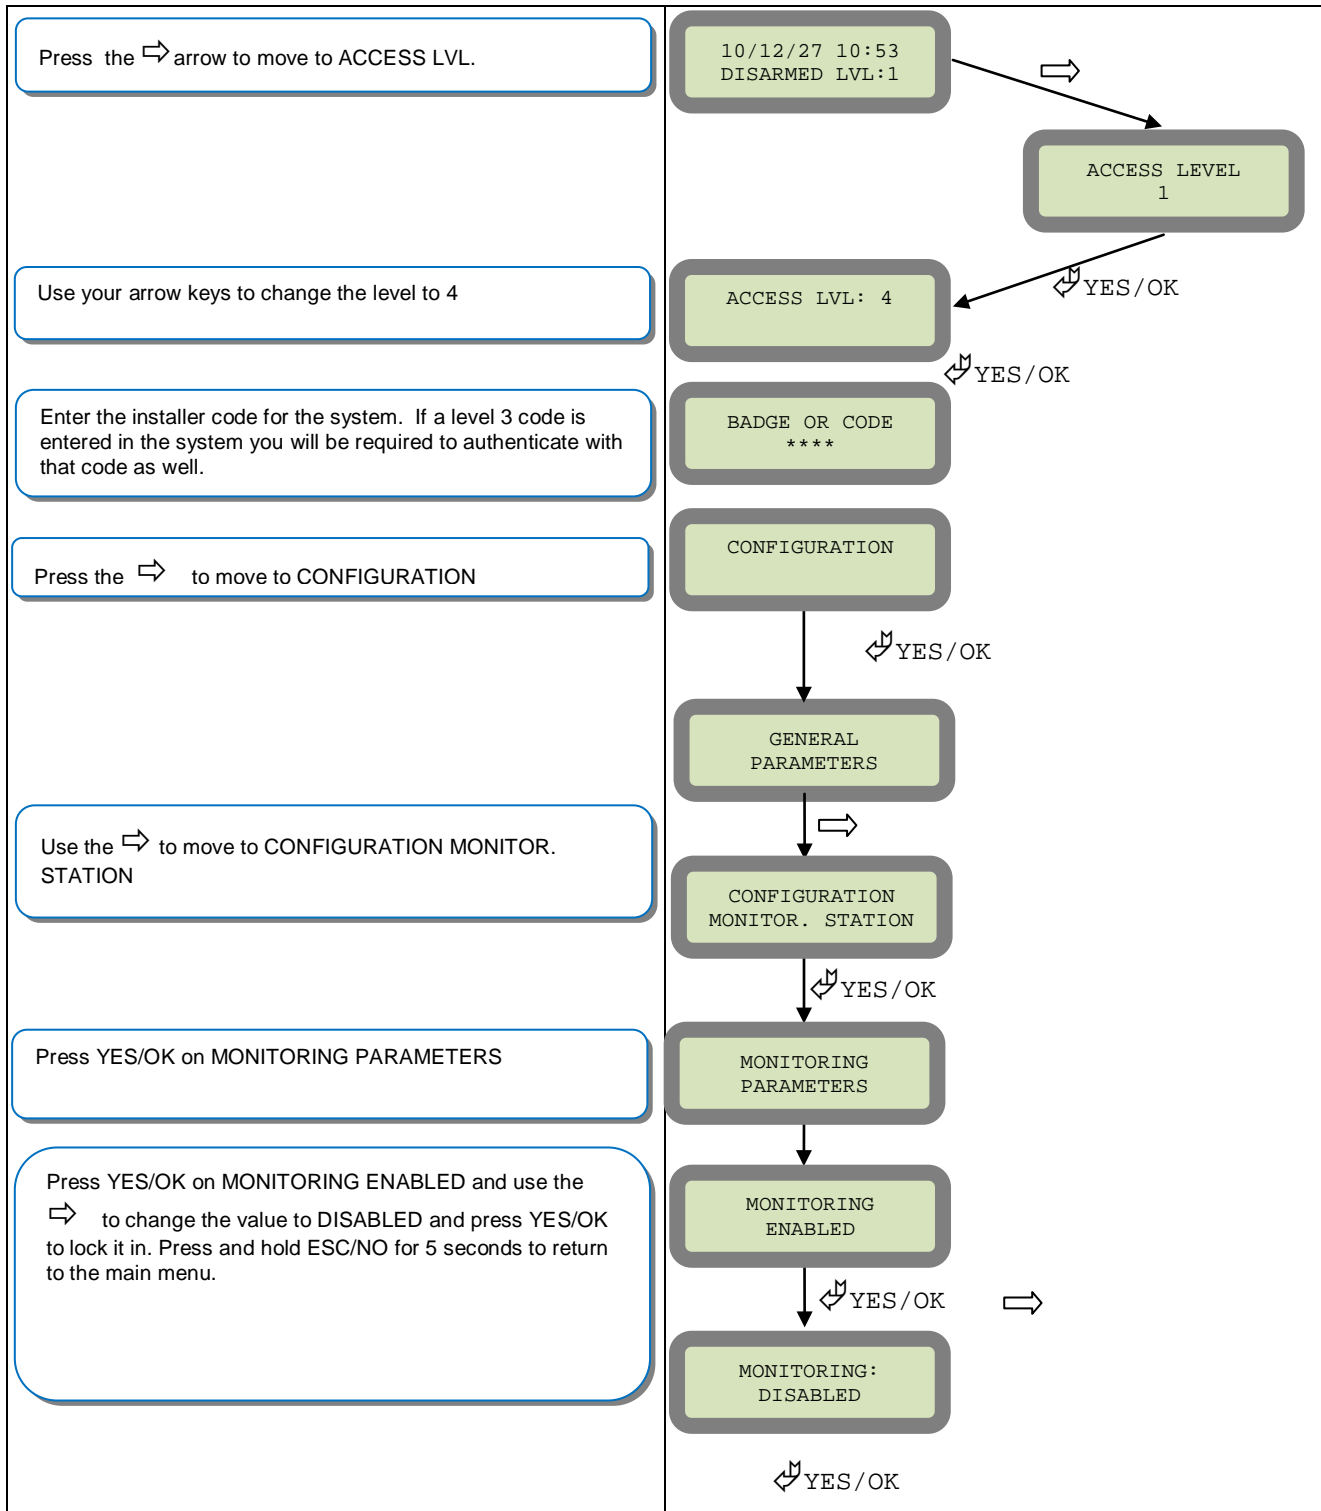 Press the ⇨ arrow to move to ACCESS LVL.
10/12/27 10:53
DISARMED LVL:1
⇨
ACCESS LEVEL
1
YES/OK
Use your arrow keys to change the level to 4
ACCESS LVL: 4
YES/OK
Enter the installer code for the system. If a level 3 code is
entered in the system you will be required to authenticate with
that code as well.
BADGE OR CODE
****
Press the ⇨ to move to CONFIGURATION
CONFIGURATION
YES/OK
GENERAL
PARAMETERS
⇨
Use the ⇨ to move to CONFIGURATION MONITOR.
STATION
CONFIGURATION
MONITOR. STATION
YES/OK
Press YES/OK on MONITORING PARAMETERS
MONITORING
PARAMETERS
Press YES/OK on MONITORING ENABLED and use the
⇨ to change the value to DISABLED and press YES/OK
to lock it in. Press and hold ESC/NO for 5 seconds to return
to the main menu.
MONITORING
ENABLED
YES/OK ⇨
MONITORING:
DISABLED
YES/OK